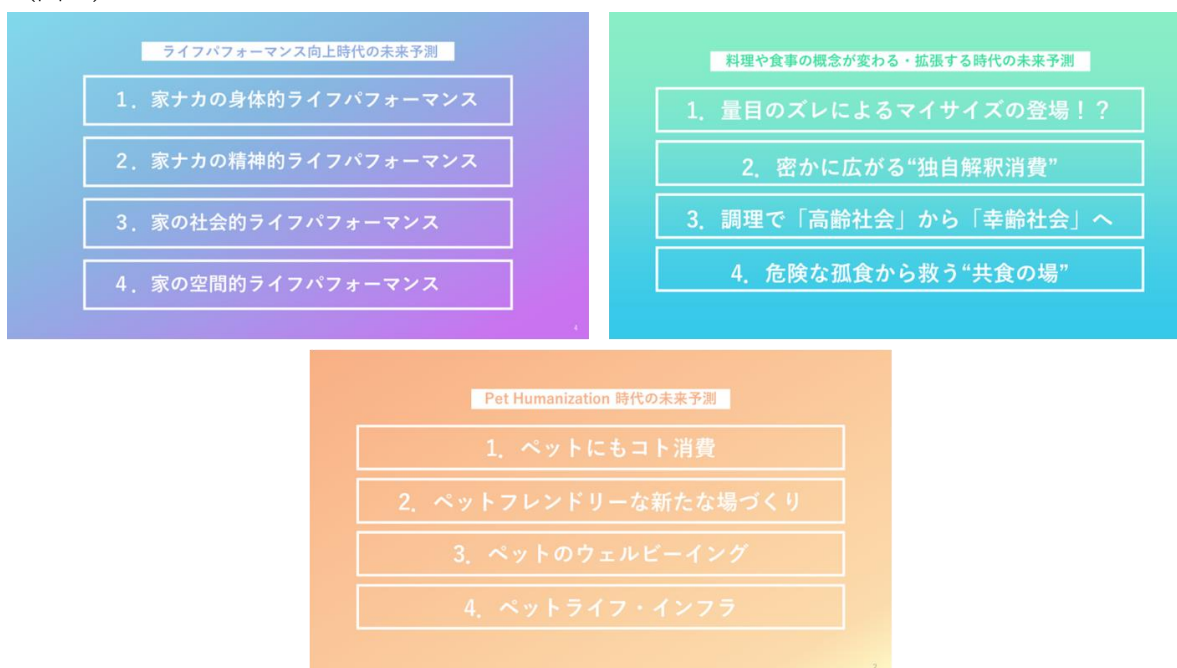 ライフパフォーマンス向上時代の未来予測
1．家ナカの身体的ライフパフォーマンス
2．家ナカの精神的ライフパフォーマンス
3．家の社会的ライフパフォーマンス
4．家の空間的ライフパフォーマンス
4
料理や食事の概念が変わる・拡張する時代の未来予測
1．量目のズレによるマイサイズの登場！？
2．密かに広がる“独自解釈消費”
3．調理で「高齢社会」から「幸齢社会」へ
4．危険な孤食から救う“共食の場”
Pet Humanization 時代の未来予測
1．ペットにもコト消費
2．ペットフレンドリーな新たな場づくり
3．ペットのウェルビーイング
4．ペットライフ・インフラ